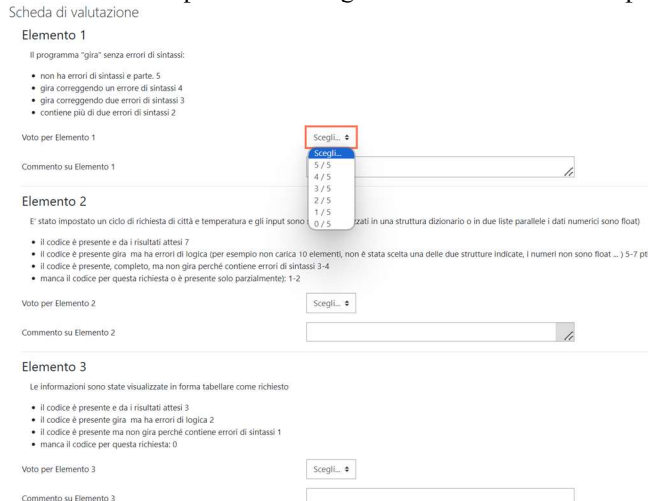 Scheda di valutazione
Elemento 1
Il programma "gira" senza errori di sintassi:
• non ha errori di sintassi e parte. 5
• gira correggendo un errore di sintassi 4
• gira correggendo due errori di sintassi 3
• contiene più di due errori di sintassi 2
Voto per Elemento 1 Scegli...
Scegli...
5 / 5
Commento su Elemento 1
4 / 5
3 / 5
2 / 5
1 / 5
0 / 5
Elemento 2
E' stato impostato un ciclo di richiesta di città e temperatura e gli input sono zzati in una struttura dizionario o in due liste parallele i dati numerici sono float)
• il codice è presente e da i risultati attesi 7
• Il codice è presente gira ma ha errori di logica (per esempio non carica 10 elementi, non è stata scelta una delle due strutture indicate, i numeri non sono float ... ) 5-7 pti
• il codice è presente, completo, ma non gira perché contiene errori di sintassi 3-4
• manca il codice per questa richiesta o è presente solo parzialmente): 1-2
Voto per Elemento 2 Scegli...
Commento su Elemento 2
Elemento 3
Le informazioni sono state visualizzate in forma tabellare come richiesto
• il codice è presente e da i risultati attesi 3
• il codice è presente gira ma ha errori di logica 2
• il codice è presente ma non gira perché contiene errori di sintassi 1
• manca il codice per questa richiesta: 0
Voto per Elemento 3 Scegli...
Commento su Elemento 3